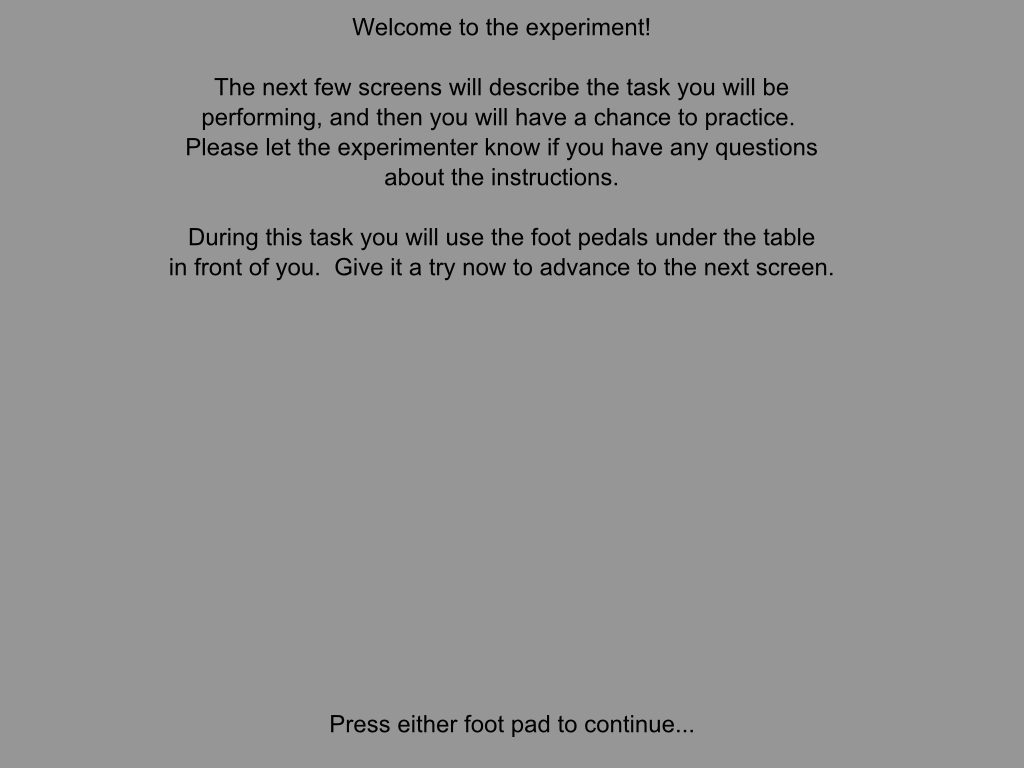 Welcome to the experiment!
The next few screens will describe the task you will be
performing, and then you will have a chance to practice.
Please let the experimenter know if you have any questions
about the instructions.
During this task you will use the foot pedals under the table
in front of you.  Give it a try now to advance to the next screen.
Press either foot pad to continue...